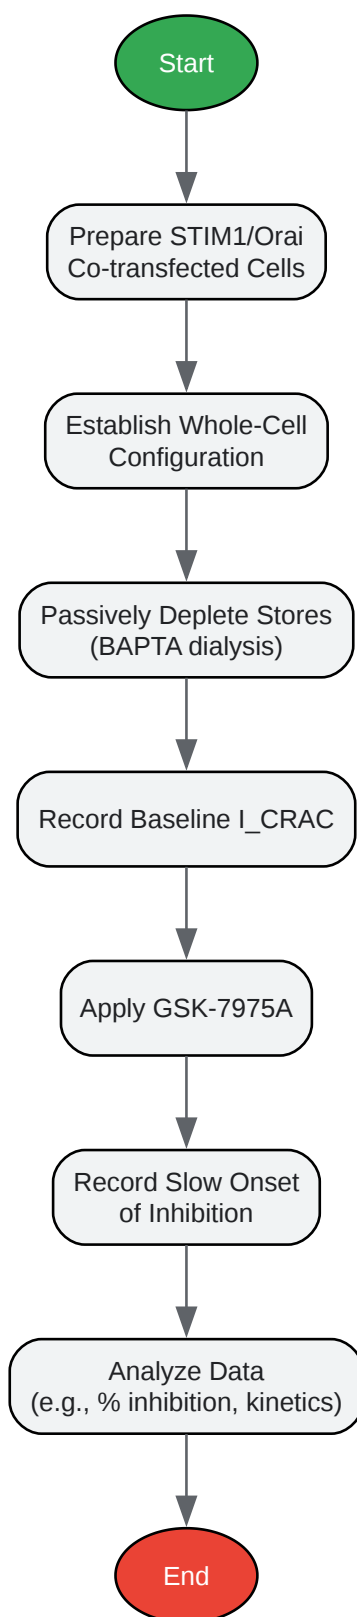 Start
Prepare STIM1/Orai
Co-transfected Cells
Establish Whole-Cell
Configuration
Passively Deplete Stores
(BAPTA dialysis)
Record Baseline I_CRAC
Apply GSK-7975A
Record Slow Onset
of Inhibition
Analyze Data
(e.g., % inhibition, kinetics)
End